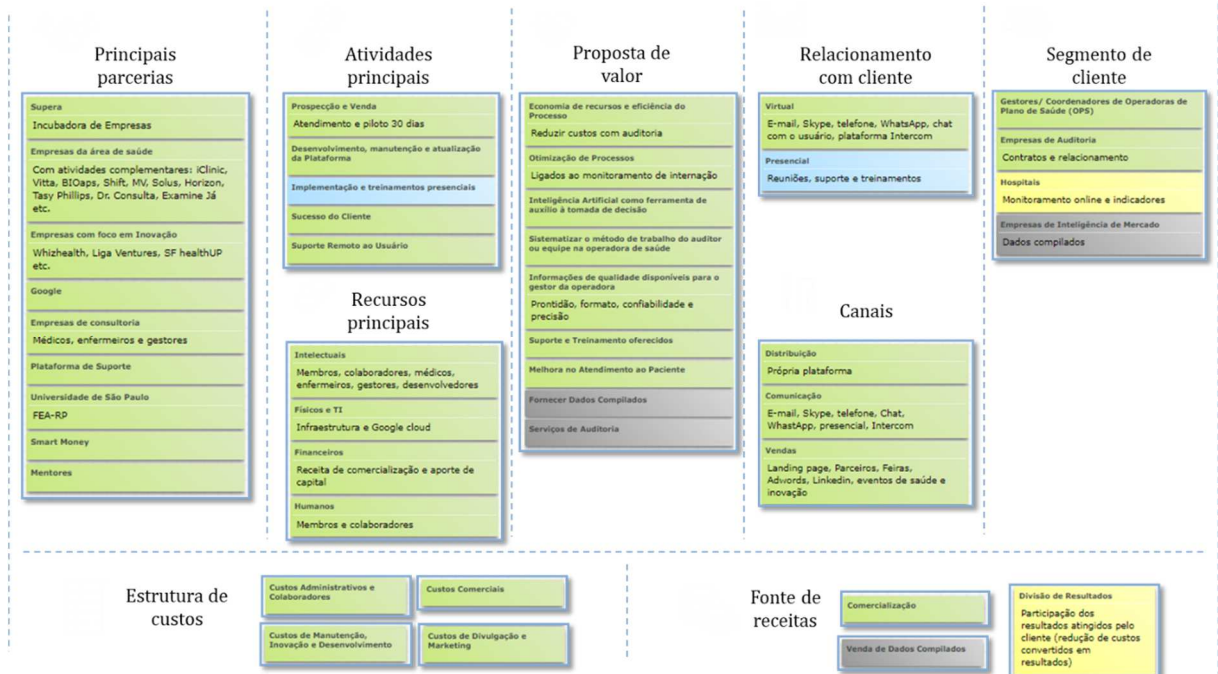 Principais
parcerias
Supera
Incubadora de Empresas
Empresas da área de saúde
Com atividades complementares: iClinic,
Vitta, BIOaps, Shift, MV, Solus, Horizon,
Tasy Phillips, Dr. Consulta, Examine Já
etc.
Empresas com foco em Inovação
Whizhealth, Liga Ventures, SF healthUP
etc.
Google
Empresas de consultoria
Médicos, enfermeiros e gestores
Plataforma de Suporte
Universidade de São Paulo
FEA-RP
Smart Money
Mentores
Atividades
principais
Prospecção e Venda
Atendimento e piloto 30 dias
Desenvolvimento, manutenção e atualização
da Plataforma
Implementação e treinamentos presenciais
Sucesso do Cliente
Suporte Remoto ao Usuário
Recursos
principais
Intelectuais
Membros, colaboradores, médicos,
enfermeiros, gestores, desenvolvedores
Físicos e TI
Infraestrutura e Google cloud
Financeiros
Receita de comercialização e aporte de
capital
Humanos
Membros e colaboradores
Proposta de
valor
Economia de recursos e eficiência do
Processo
Reduzir custos com auditoria
Otimização de Processos
Ligados ao monitoramento de internação
Inteligência Artificial como ferramenta de
auxílio à tomada de decisão
Sistematizar o método de trabalho do auditor
ou equipe na operadora de saúde
Informações de qualidade disponíveis para o
gestor da operadora
Prontidão, formato, confiabilidade e
precisão
Suporte e Treinamento oferecidos
Melhora no Atendimento ao Paciente
Fornecer Dados Compilados
Serviços de Auditoria
Relacionamento
com cliente
Virtual
E-mail, Skype, telefone, WhatsApp, chat
com o usuário, plataforma Intercom
Presencial
Reuniões, suporte e treinamentos
Canais
Distribuição
Própria plataforma
Comunicação
E-mail, Skype, telefone, Chat,
WhastApp, presencial, Intercom
Vendas
Landing page, Parceiros, Feiras,
Adwords, Linkedin, eventos de saúde e
inovação
Segmento de
cliente
Gestores/ Coordenadores de Operadoras de
Plano de Saúde (OPS)
Empresas de Auditoria
Contratos e relacionamento
Hospitais
Monitoramento online e indicadores
Empresas de Inteligência de Mercado
Dados compilados
Estrutura de
custos
Custos Administrativos e
Colaboradores
Custos Comerciais
Custos de Manutenção,
Inovação e Desenvolvimento
Custos de Divulgação e
Marketing
Fonte de
receitas
Comercialização
Venda de Dados Compilados
Divisão de Resultados
Participação dos
resultados atingidos pelo
cliente (redução de custos
convertidos em
resultados)